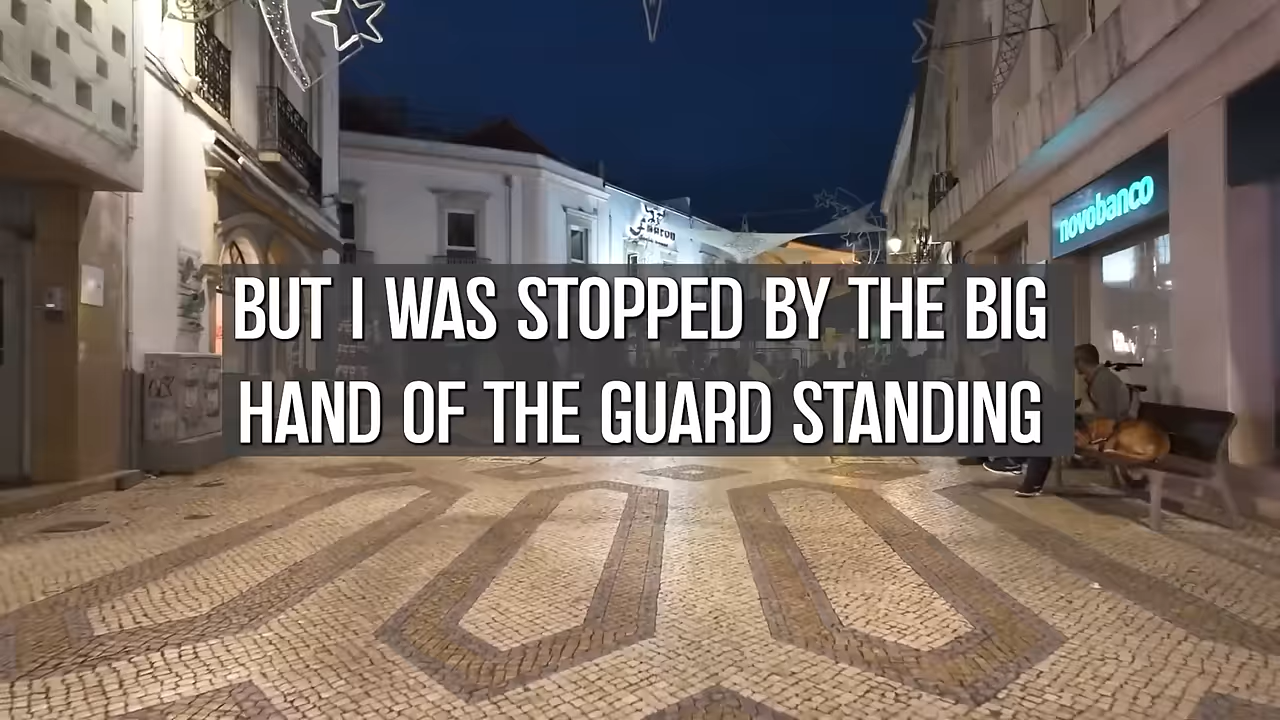 novobanco
BUT I WAS STOPPED BY THE BIG
HAND OF THE GUARD STANDING